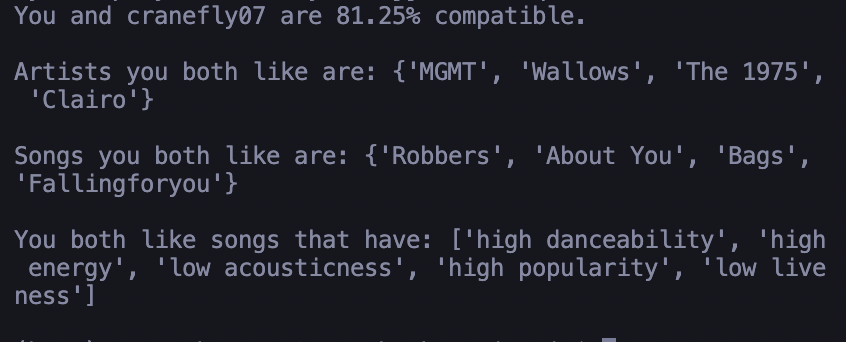 You and cranefly07 are 81.25% compatible.
Artists you both like are: {'MGMT', 'Wallows', 'The 1975',
'Clairo'}
Songs you both like are: {'Robbers', 'About You', 'Bags',
'Fallingforyou'}
You both like songs that have: ['high danceability', 'high
energy', 'low acousticness', 'high popularity', 'low live
ness']